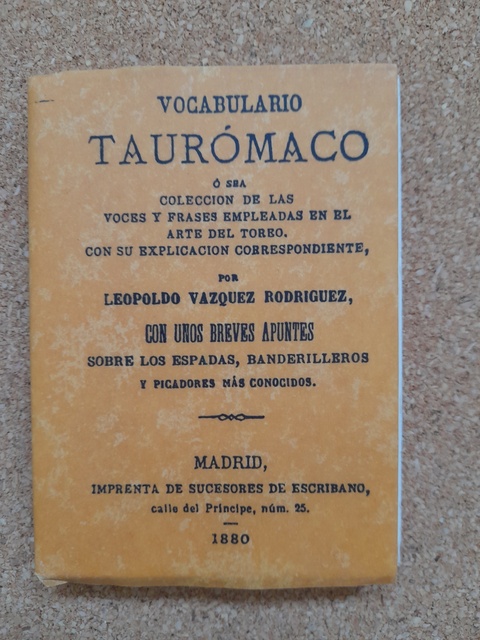 VOCABULARIO
TAURÓMACO
Ó SEA
COLECCION DE LAS
VOCES Y FRASES EMPLEADAS EN EL
ARTE DEL TOREO.
CON SU EXPLICACION CORRESPONDIENTE,
POR
LEOPOLDO VAZQUEZ RODRIGUEZ,
CON UNOS BREVES APUNTES
SOBRE LOS ESPADAS, BANDERILLEROS
Y PICADORES MÁS CONOCIDOS.
MADRID,
IMPRENTA DE SUCESORES DE ESCRIBANO,
calle del Príncipe, núm. 25.
1880